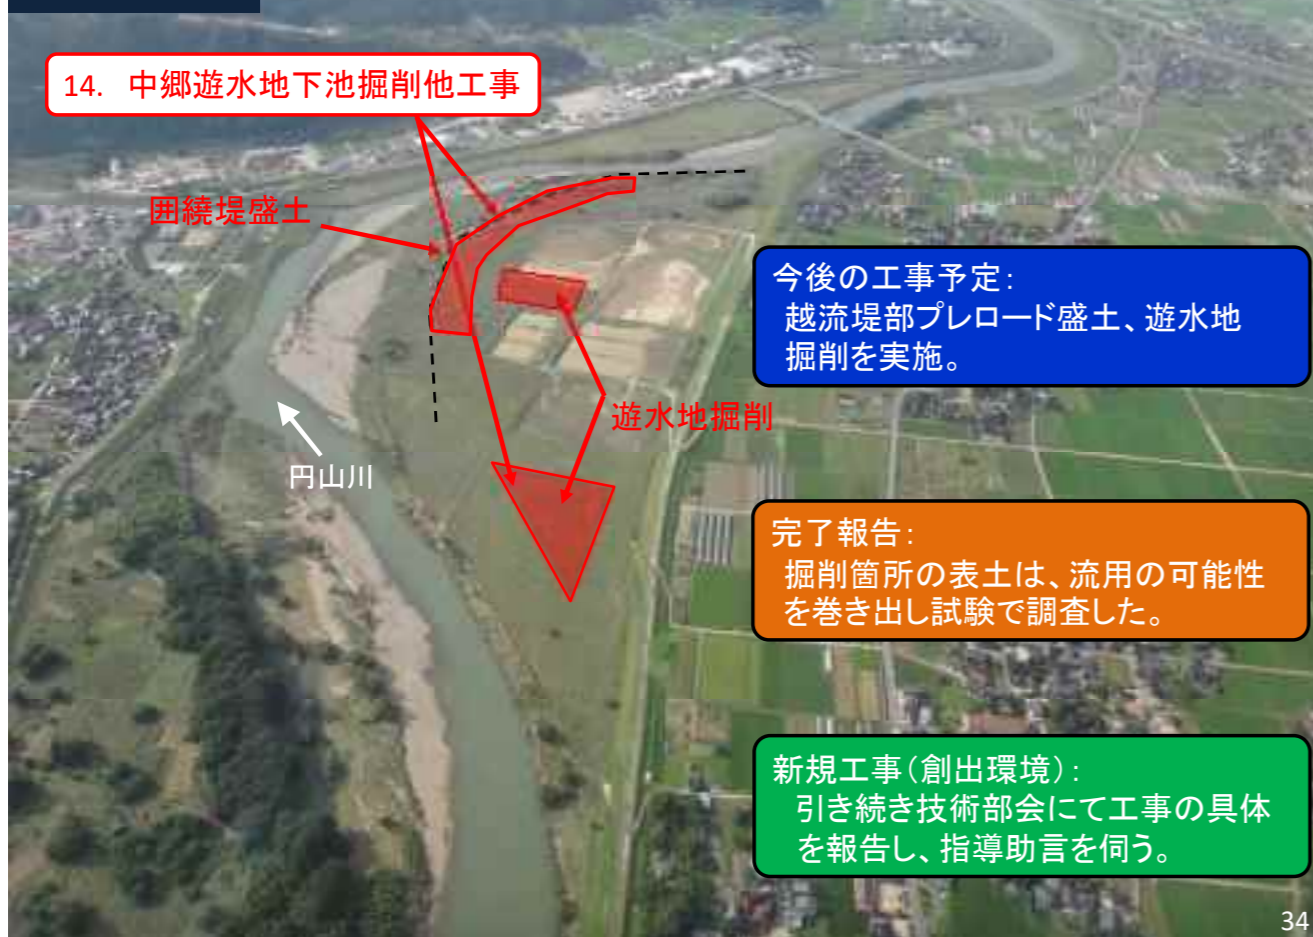 14. 中郷遊水地下池掘削他工事
囲繞堤盛土
今後の工事予定：
越流堤部プレロード盛土、遊水地
掘削を実施。
遊水地掘削
円山川
完了報告：
掘削箇所の表土は、流用の可能性
を巻き出し試験で調査した。
新規工事（創出環境）：
引き続き技術部会にて工事の具体
を報告し、指導助言を伺う。
34